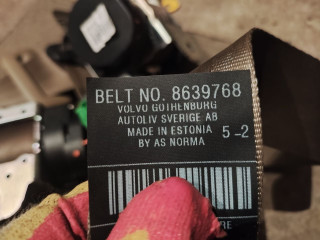 BELT NO. 8639768
VOLVO GOTHENBURG
AUTOLIV SVERIGE AB
MADE IN ESTONIA 5-2
BY AS NORMA